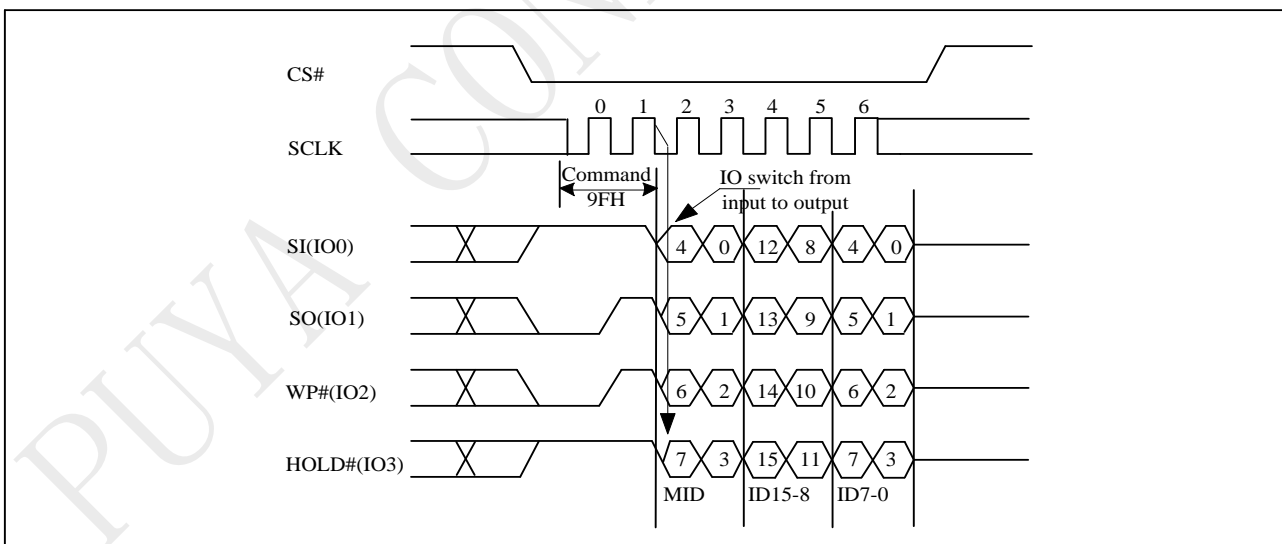 PUYA CON
CS#
0 1 2 3 4 5 6
SCLK
Command
9FH
IO switch from
input to output
SI(IO0)
4 0 12 8 4 0
SO(IO1)
5 1 13 9 5 1
WP#(IO2)
6 2 14 10 6 2
HOLD#(IO3)
7 3 15 11 7 3
MID ID15-8 ID7-0